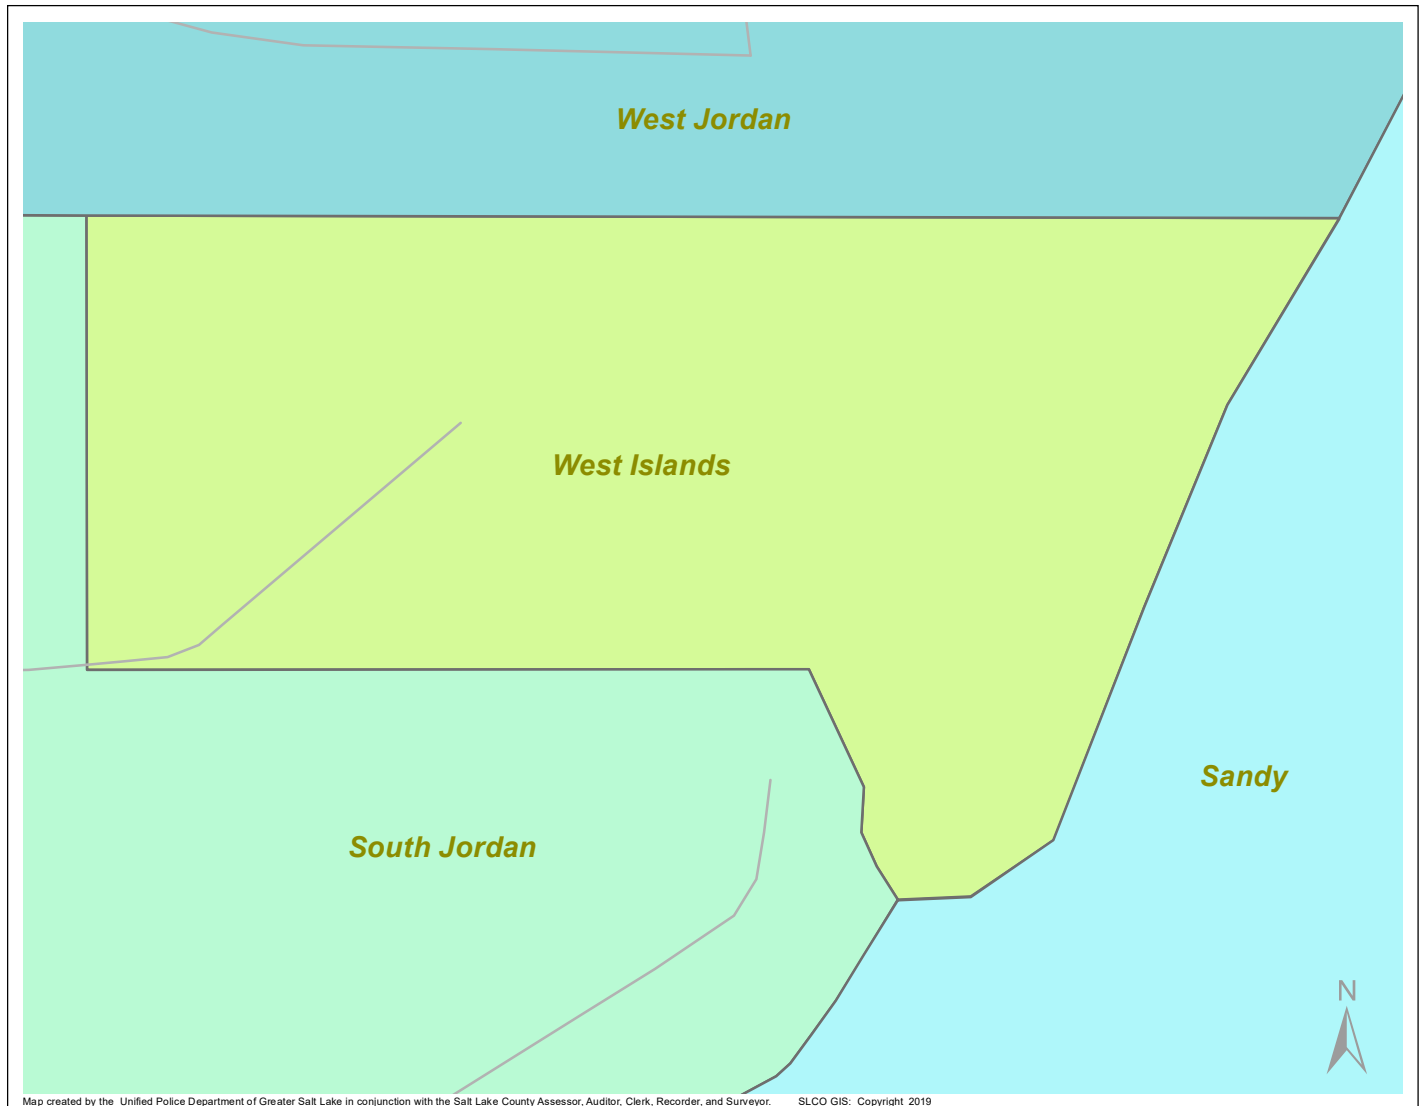 West Jordan
West Islands
Sandy
South Jordan
N
Map created by the Unified Police Department of Greater Salt Lake in conjunction with the Salt Lake County Assessor, Auditor, Clerk, Recorder, and Surveyor. SLCO GIS: Copyright 2019